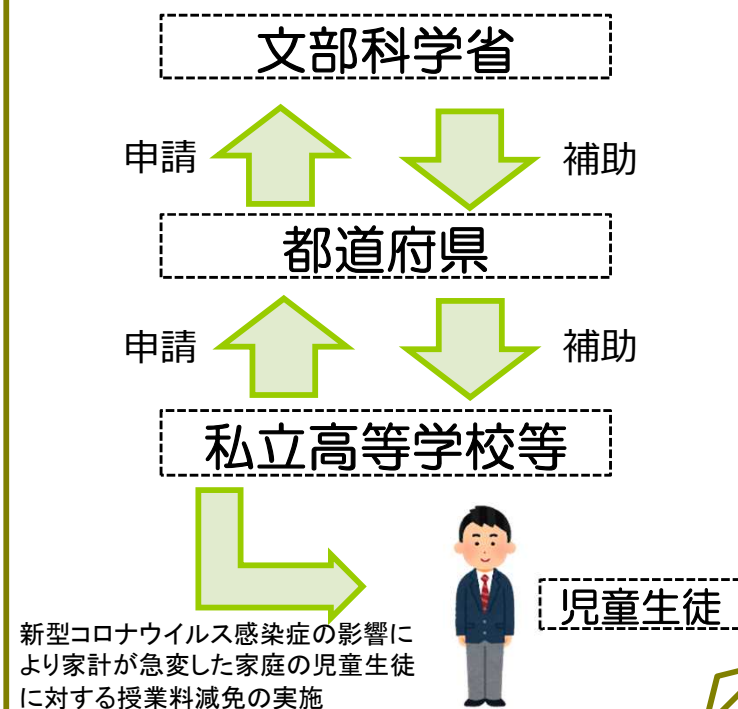 文部科学省
申請
補助
都道府県
申請
補助
私立高等学校等
児童生徒
新型コロナウイルス感染症の影響に
より家計が急変した家庭の児童生徒
に対する授業料減免の実施